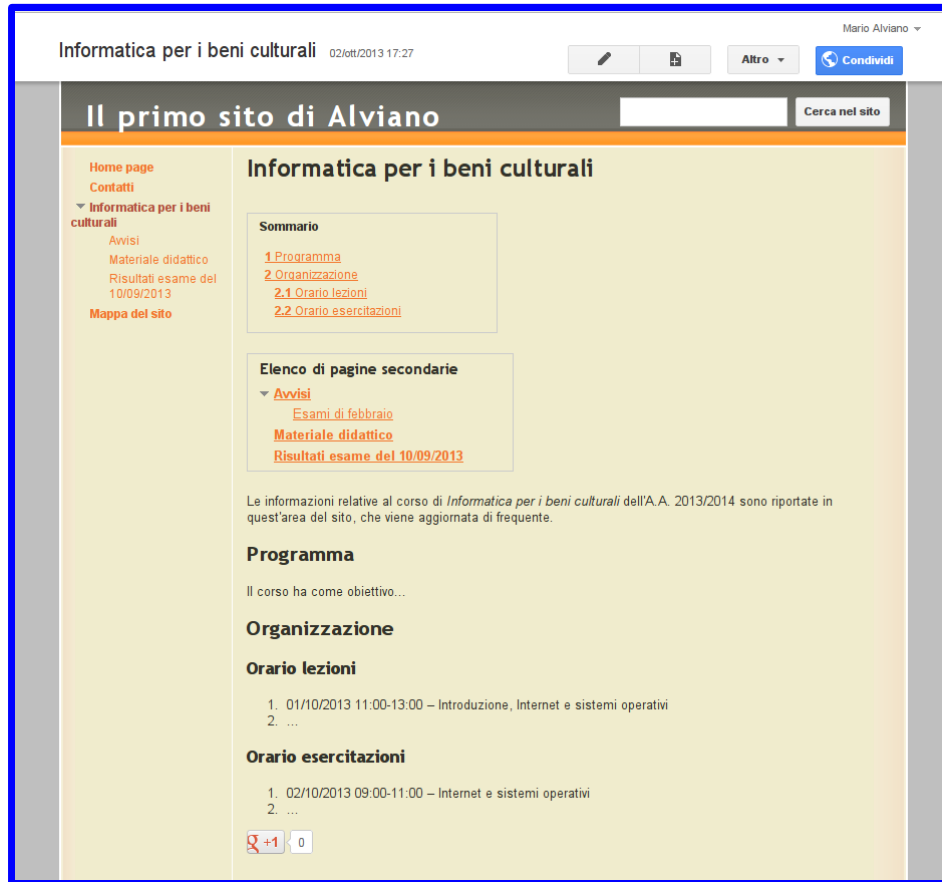 Mario Alviano
Informatica per i beni culturali 02/ott/2013 17:27
Altro
Condividi
Il primo sito di Alviano
Cerca nel sito
Home page
Contatti
Informatica per i beni
culturali
Avvisi
Materiale didattico
Risultati esame del
10/09/2013
Mappa del sito
Informatica per i beni culturali
Sommario
1 Programma
2 Organizzazione
2.1 Orario lezioni
2.2 Orario esercitazioni
Elenco di pagine secondarie
Avvisi
Esami di febbraio
Materiale didattico
Risultati esame del 10/09/2013
Le informazioni relative al corso di Informatica per i beni culturali dell'A.A. 2013/2014 sono riportate in
quest'area del sito, che viene aggiornata di frequente.
Programma
Il corso ha come obiettivo...
Organizzazione
Orario lezioni
1. 01/10/2013 11:00-13:00 – Introduzione, Internet e sistemi operativi
2. ...
Orario esercitazioni
1. 02/10/2013 09:00-11:00 – Internet e sistemi operativi
2. ...
g +1 0